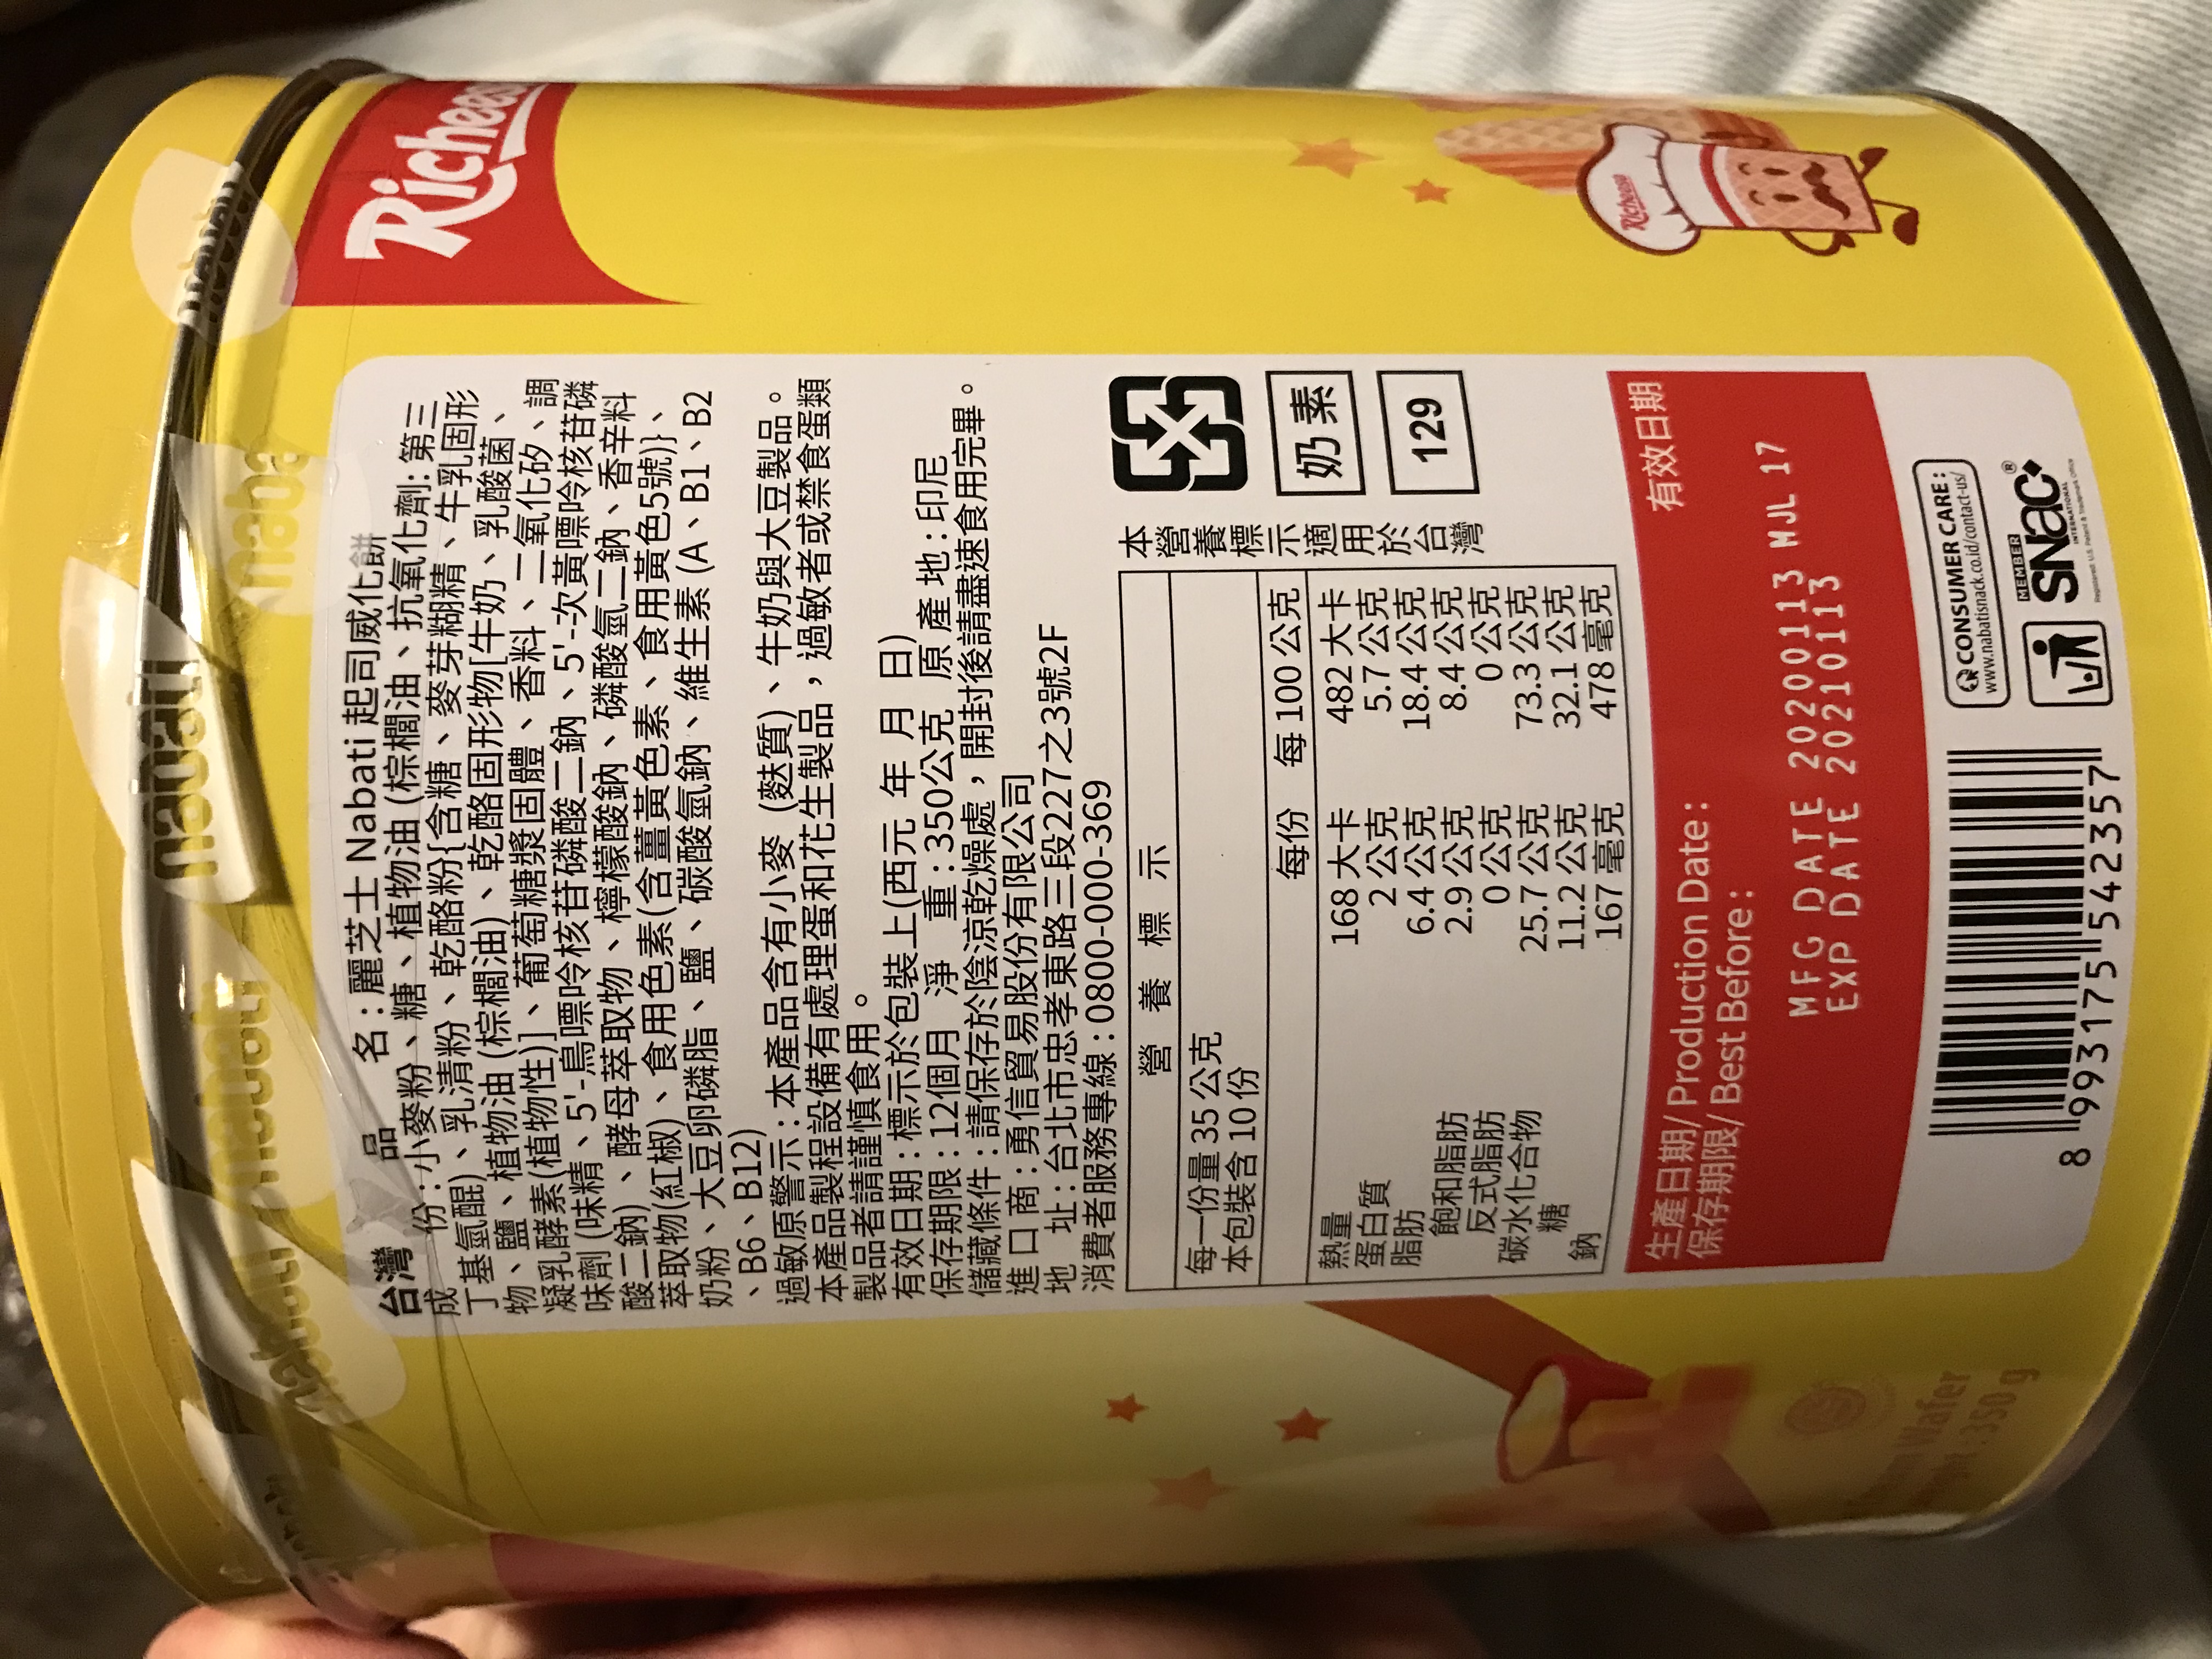 nabati
nabati
nabati
Richeese
台灣
品 名：麗芝士 Nabati 起司威化餅
成 份：小麥粉、糖、植物油 (棕櫚油、抗氧化劑: 第三
丁基氫醌)、乳清粉、乾酪粉{含糖、麥芽糊精、牛乳固形
物、鹽、植物油 (棕櫚油)、乾酪固形物[牛奶、乳酸菌、
凝乳酵素(植物性)]、葡萄糖漿固體、香料、二氧化矽、調
味劑 (味精、5'-鳥嘌呤核苷磷酸二鈉、5'-次黃嘌呤核苷磷
酸二鈉)、酵母萃取物、檸檬酸鈉、磷酸氫二鈉、香辛料
萃取物(紅椒)、食用色素(含薑黃色素、食用黃色5號)}、
奶粉、大豆卵磷脂、鹽、碳酸氫鈉、維生素 (A、B1、B2
、B6、B12)
過敏原警示：本產品含有小麥 (麩質)、牛奶與大豆製品。
本產品製程設備有處理蛋和花生製品，過敏者或禁食蛋類
製品者請謹慎食用。
有效日期：標示於包裝上(西元 年 月 日)
保存期限：12個月 淨 重：350公克 原 產 地：印尼
儲藏條件：請保存於陰涼乾燥處，開封後請盡速食用完畢。
進 口 商：勇信貿易股份有限公司
地 址：台北市忠孝東路三段227之3號2F
消費者服務專線：0800-000-369
營 養 標 示
每一份量 35 公克
本包裝含 10 份
每份 每 100 公克
熱量 168 大卡 482 大卡
蛋白質 2 公克 5.7 公克
脂肪 6.4 公克 18.4 公克
飽和脂肪 2.9 公克 8.4 公克
反式脂肪 0 公克 0 公克
碳水化合物 25.7 公克 73.3 公克
糖 11.2 公克 32.1 公克
鈉 167 毫克 478 毫克
本營養標示適用於台灣
奶素
129
生產日期/ Production Date :
保存期限/ Best Before :
有效日期
MFG DATE 20200113 MJL 17
EXP DATE 20210113
8 993175 542357
CONSUMER CARE :
www.nabatisnack.co.id/contact-us/
MEMBER
SNAC
INTERNATIONAL
Richeese
Wafer
350 g